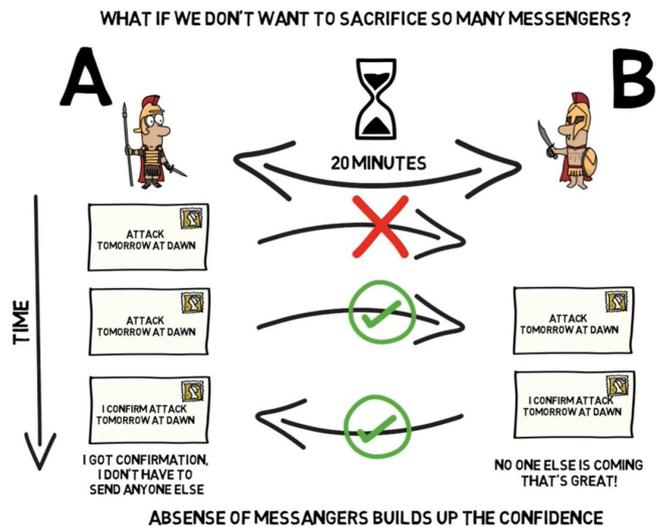 WHAT IF WE DON'T WANT TO SACRIFICE SO MANY MESSENGERS?
A
B
20 MINUTES
TIME
ATTACK
TOMORROW AT DAWN
ATTACK
TOMORROW AT DAWN
ATTACK
TOMORROW AT DAWN
I CONFIRM ATTACK
TOMORROW AT DAWN
I CONFIRM ATTACK
TOMORROW AT DAWN
I GOT CONFIRMATION,
I DON'T HAVE TO
SEND ANYONE ELSE
NO ONE ELSE IS COMING
THAT'S GREAT!
ABSENSE OF MESSANGERS BUILDS UP THE CONFIDENCE